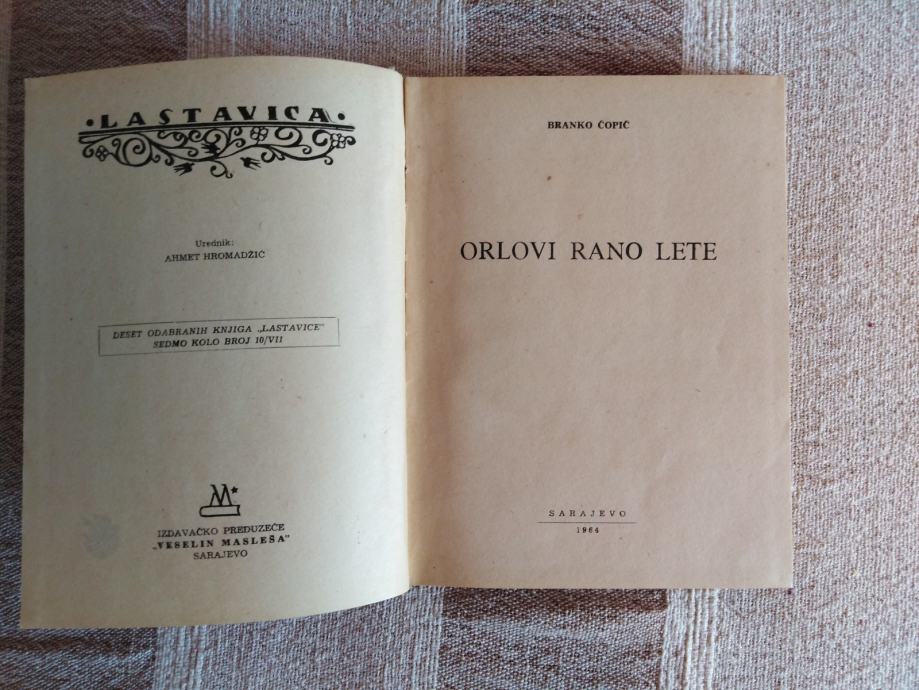 • LASTAVICA •
Urednik:
AHMET HROMADŽIĆ
DESET ODABRANIH KNJIGA „LASTAVICE"
SEDMO KOLO BROJ 10/VII
M
IZDAVAČKO PREDUZEĆE
„VESELIN MASLEŠA"
SARAJEVO
BRANKO ĆOPIĆ
ORLOVI RANO LETE
SARAJEVO
1964